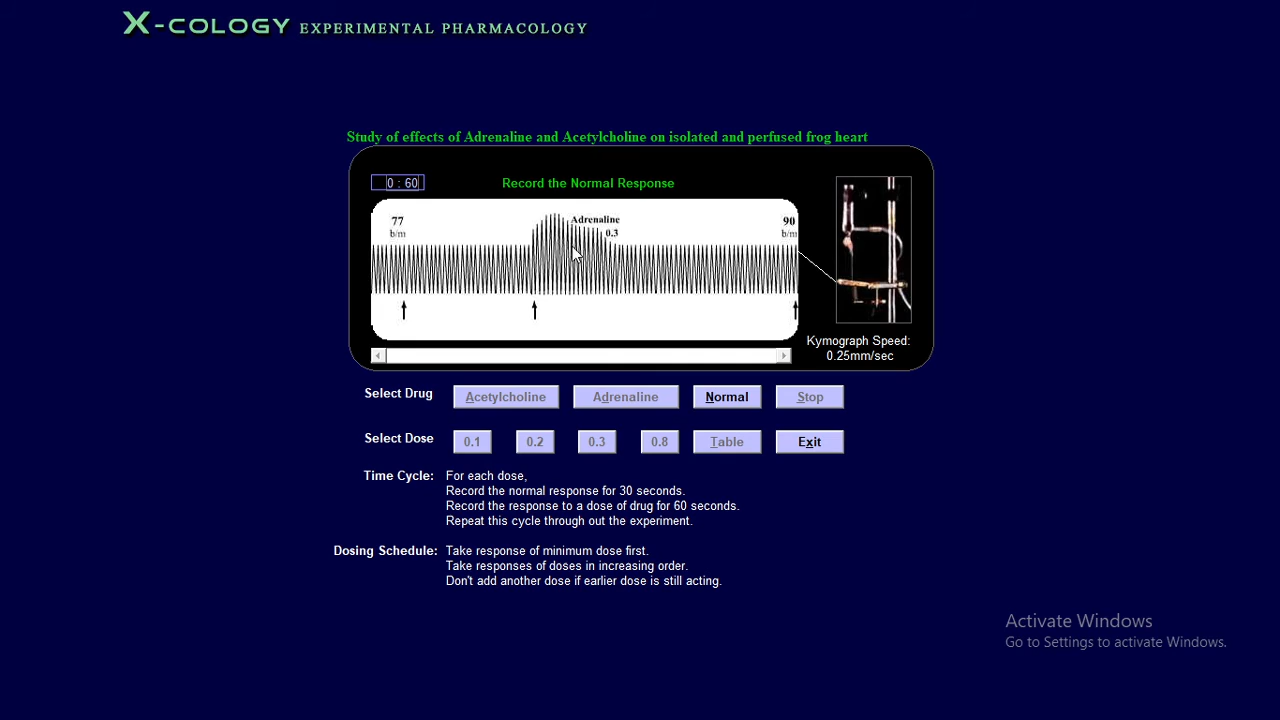 X-COLOGY EXPERIMENTAL PHARMACOLOGY
Study of effects of Adrenaline and Acetylcholine on isolated and perfused frog heart
0 : 60
Record the Normal Response
77
b/m
Adrenaline
0.3
90
b/m
Kymograph Speed:
0.25mm/sec
Select Drug Acetylcholine Adrenaline Normal Stop
Select Dose 0.1 0.2 0.3 0.8 Table Exit
Time Cycle: For each dose,
Record the normal response for 30 seconds.
Record the response to a dose of drug for 60 seconds.
Repeat this cycle through out the experiment.
Dosing Schedule: Take response of minimum dose first.
Take responses of doses in increasing order.
Don't add another dose if earlier dose is still acting.
Activate Windows
Go to Settings to activate Windows.